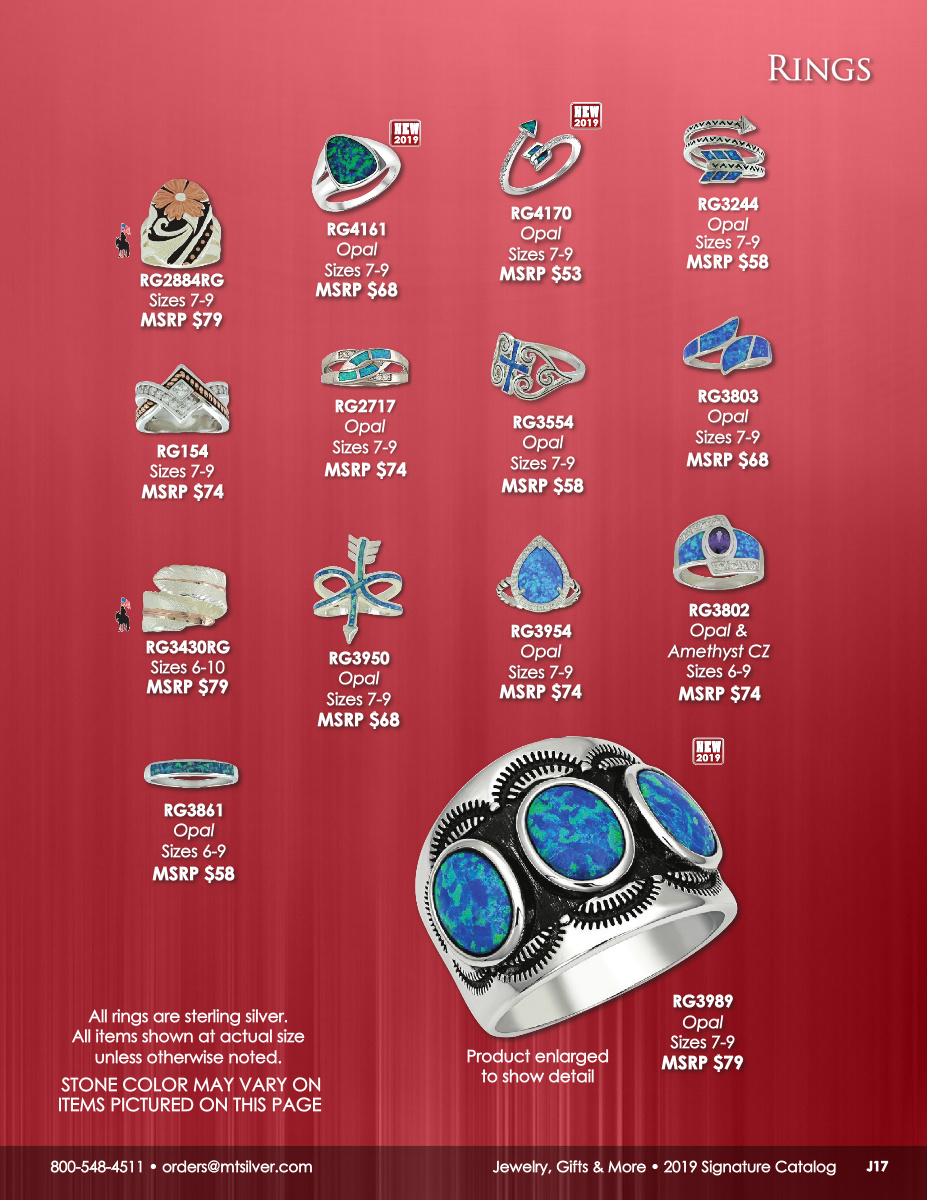 RINGS
RG2884RG
Sizes 7-9
MSRP $79
NEW
2019
RG4161
Opal
Sizes 7-9
MSRP $68
NEW
2019
RG4170
Opal
Sizes 7-9
MSRP $53
RG3244
Opal
Sizes 7-9
MSRP $58
RG154
Sizes 7-9
MSRP $74
RG2717
Opal
Sizes 7-9
MSRP $74
RG3554
Opal
Sizes 7-9
MSRP $58
RG3803
Opal
Sizes 7-9
MSRP $68
RG3430RG
Sizes 6-10
MSRP $79
RG3950
Opal
Sizes 7-9
MSRP $68
RG3954
Opal
Sizes 7-9
MSRP $74
RG3802
Opal &
Amethyst CZ
Sizes 6-9
MSRP $74
RG3861
Opal
Sizes 6-9
MSRP $58
NEW
2019
RG3989
Opal
Sizes 7-9
MSRP $79
Product enlarged
to show detail
All rings are sterling silver.
All items shown at actual size
unless otherwise noted.
STONE COLOR MAY VARY ON
ITEMS PICTURED ON THIS PAGE
800-548-4511 • orders@mtsilver.com
Jewelry, Gifts & More • 2019 Signature Catalog J17